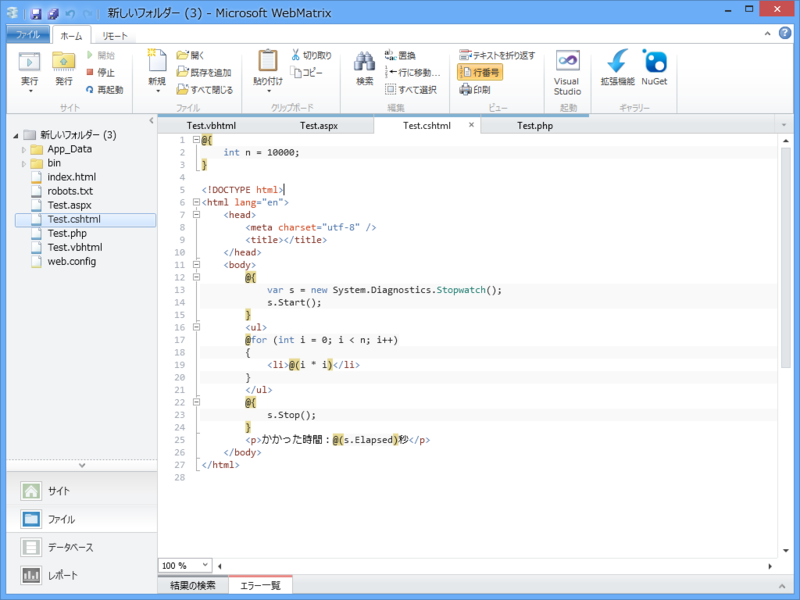 新しいフォルダー (3) - Microsoft WebMatrix
ファイル ホーム リモート
実行 発行 開始 停止 再起動 サイト
新規 開く 既存を追加 すべて閉じる ファイル
貼り付け 切り取り コピー クリップボード
検索 置換 行に移動... すべて選択 編集
テキストを折り返す 行番号 印刷 ビュー
Visual Studio 起動
拡張機能 NuGet ギャラリー
新しいフォルダー (3)
App_Data
bin
index.html
robots.txt
Test.aspx
Test.cshtml
Test.php
Test.vbhtml
web.config
サイト
ファイル
データベース
レポート
Test.vbhtml Test.aspx Test.cshtml × Test.php
1 @{
2 int n = 10000;
3 }
4
5 <!DOCTYPE html>
6 <html lang="en">
7 <head>
8 <meta charset="utf-8" />
9 <title></title>
10 </head>
11 <body>
12 @{
13 var s = new System.Diagnostics.Stopwatch();
14 s.Start();
15 }
16 <ul>
17 @for (int i = 0; i < n; i++)
18 {
19 <li>@(i * i)</li>
20 }
21 </ul>
22 @{
23 s.Stop();
24 }
25 <p>かかった時間：@(s.Elapsed)秒</p>
26 </body>
27 </html>
28
100 %
結果の検索 エラー一覧